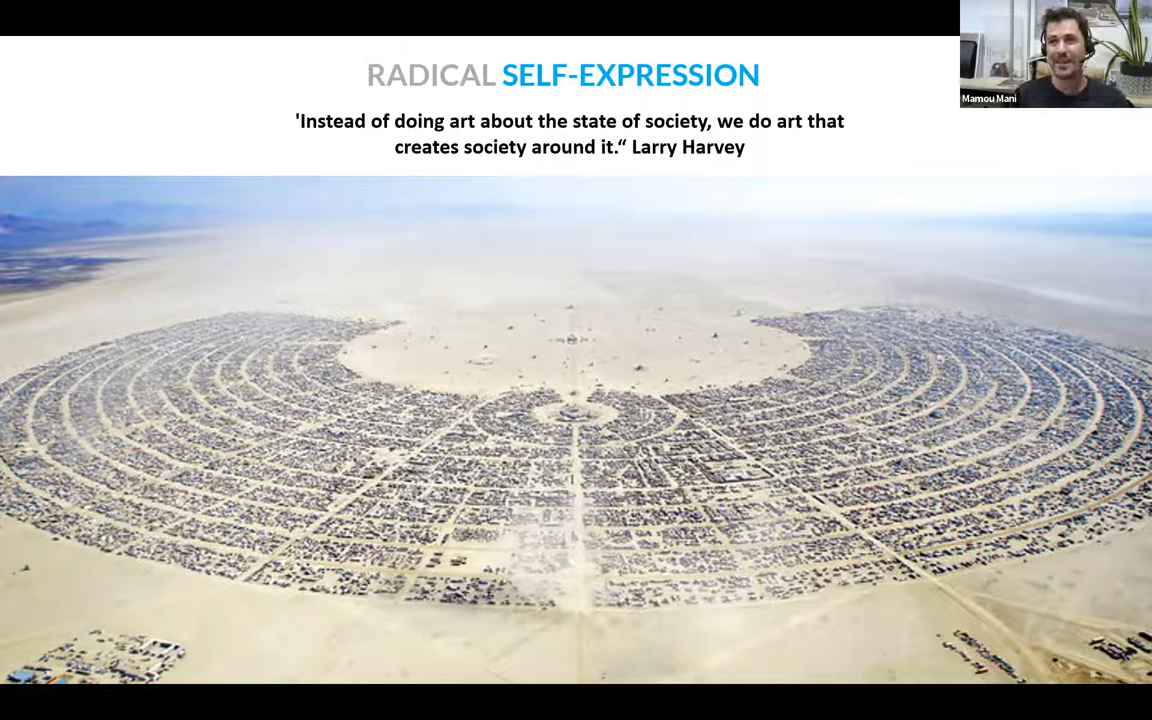 RADICAL SELF-EXPRESSION
'Instead of doing art about the state of society, we do art that
creates society around it.“ Larry Harvey
Mamou Mani